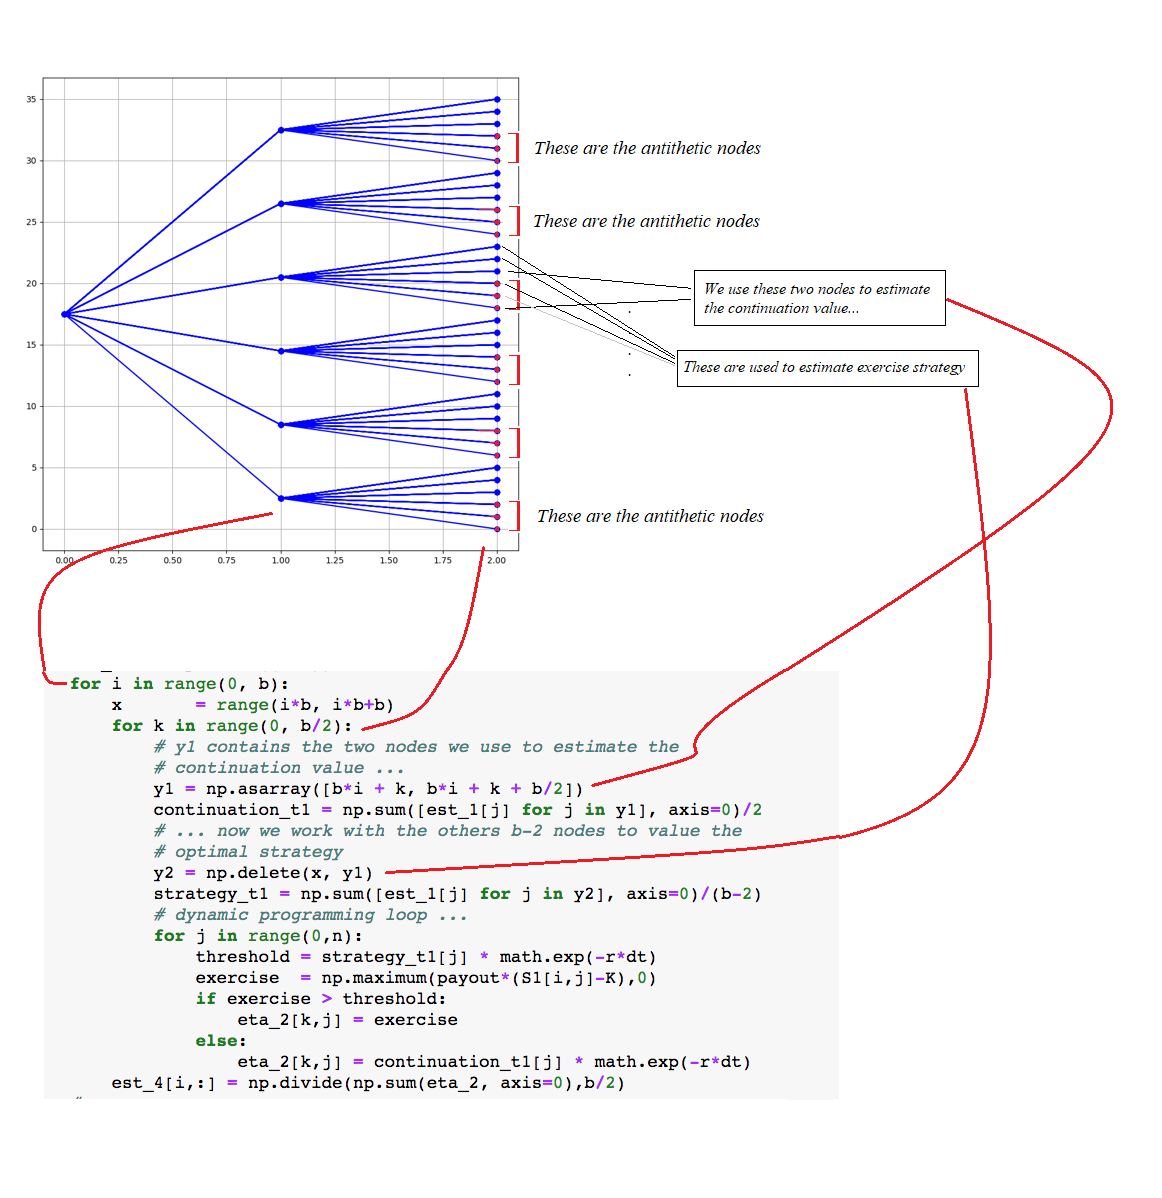 35
30
25
20
15
10
5
0
0.00
0.25
0.50
0.75
1.00
1.25
1.50
1.75
2.00
These are the antithetic nodes
These are the antithetic nodes
We use these two nodes to estimate
the continuation value...
These are used to estimate exercise strategy
These are the antithetic nodes
for i in range(0, b):
x = range(i*b, i*b+b)
for k in range(0, b/2):
# y1 contains the two nodes we use to estimate the
# continuation value ...
y1 = np.asarray([b*i + k, b*i + k + b/2])
continuation_t1 = np.sum([est_1[j] for j in y1], axis=0)/2
# ... now we work with the others b-2 nodes to value the
# optimal strategy
y2 = np.delete(x, y1)
strategy_t1 = np.sum([est_1[j] for j in y2], axis=0)/(b-2)
# dynamic programming loop ...
for j in range(0,n):
threshold = strategy_t1[j] * math.exp(-r*dt)
exercise = np.maximum(payout*(S1[i,j]-K),0)
if exercise > threshold:
eta_2[k,j] = exercise
else:
eta_2[k,j] = continuation_t1[j] * math.exp(-r*dt)
est_4[i,:] = np.divide(np.sum(eta_2, axis=0),b/2)